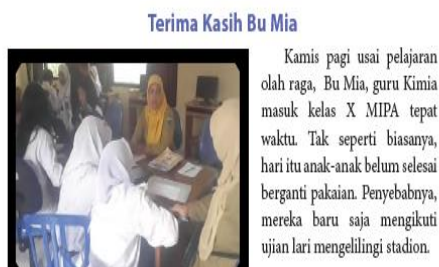 Terima Kasih Bu Mia
Kamis pagi usai pelajaran
olah raga, Bu Mia, guru Kimia
masuk kelas X MIPA tepat
waktu. Tak seperti biasanya,
hari itu anak-anak belum selesai
berganti pakaian. Penyebabnya,
mereka baru saja mengikuti
ujian lari mengelilingi stadion.